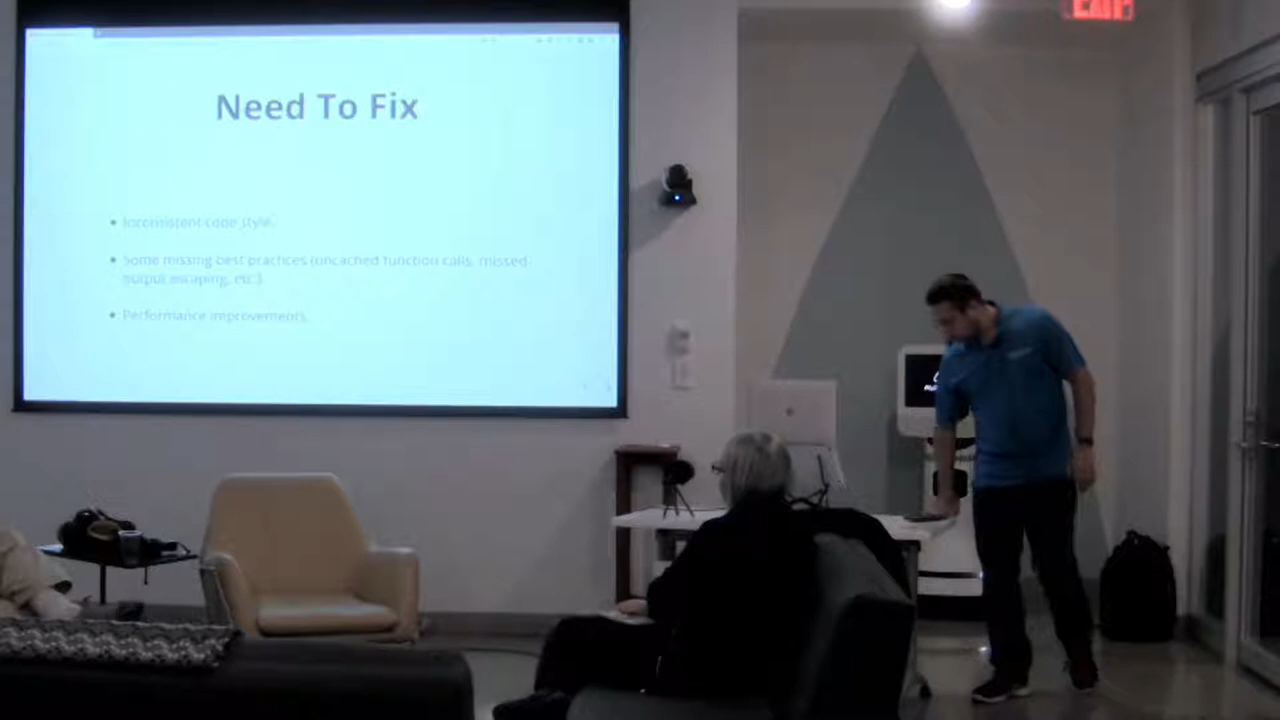 EXIT
Need To Fix
• Inconsistent code style.
• Some missing best practices (uncached function calls, missed
output escaping, etc.)
• Performance improvements.